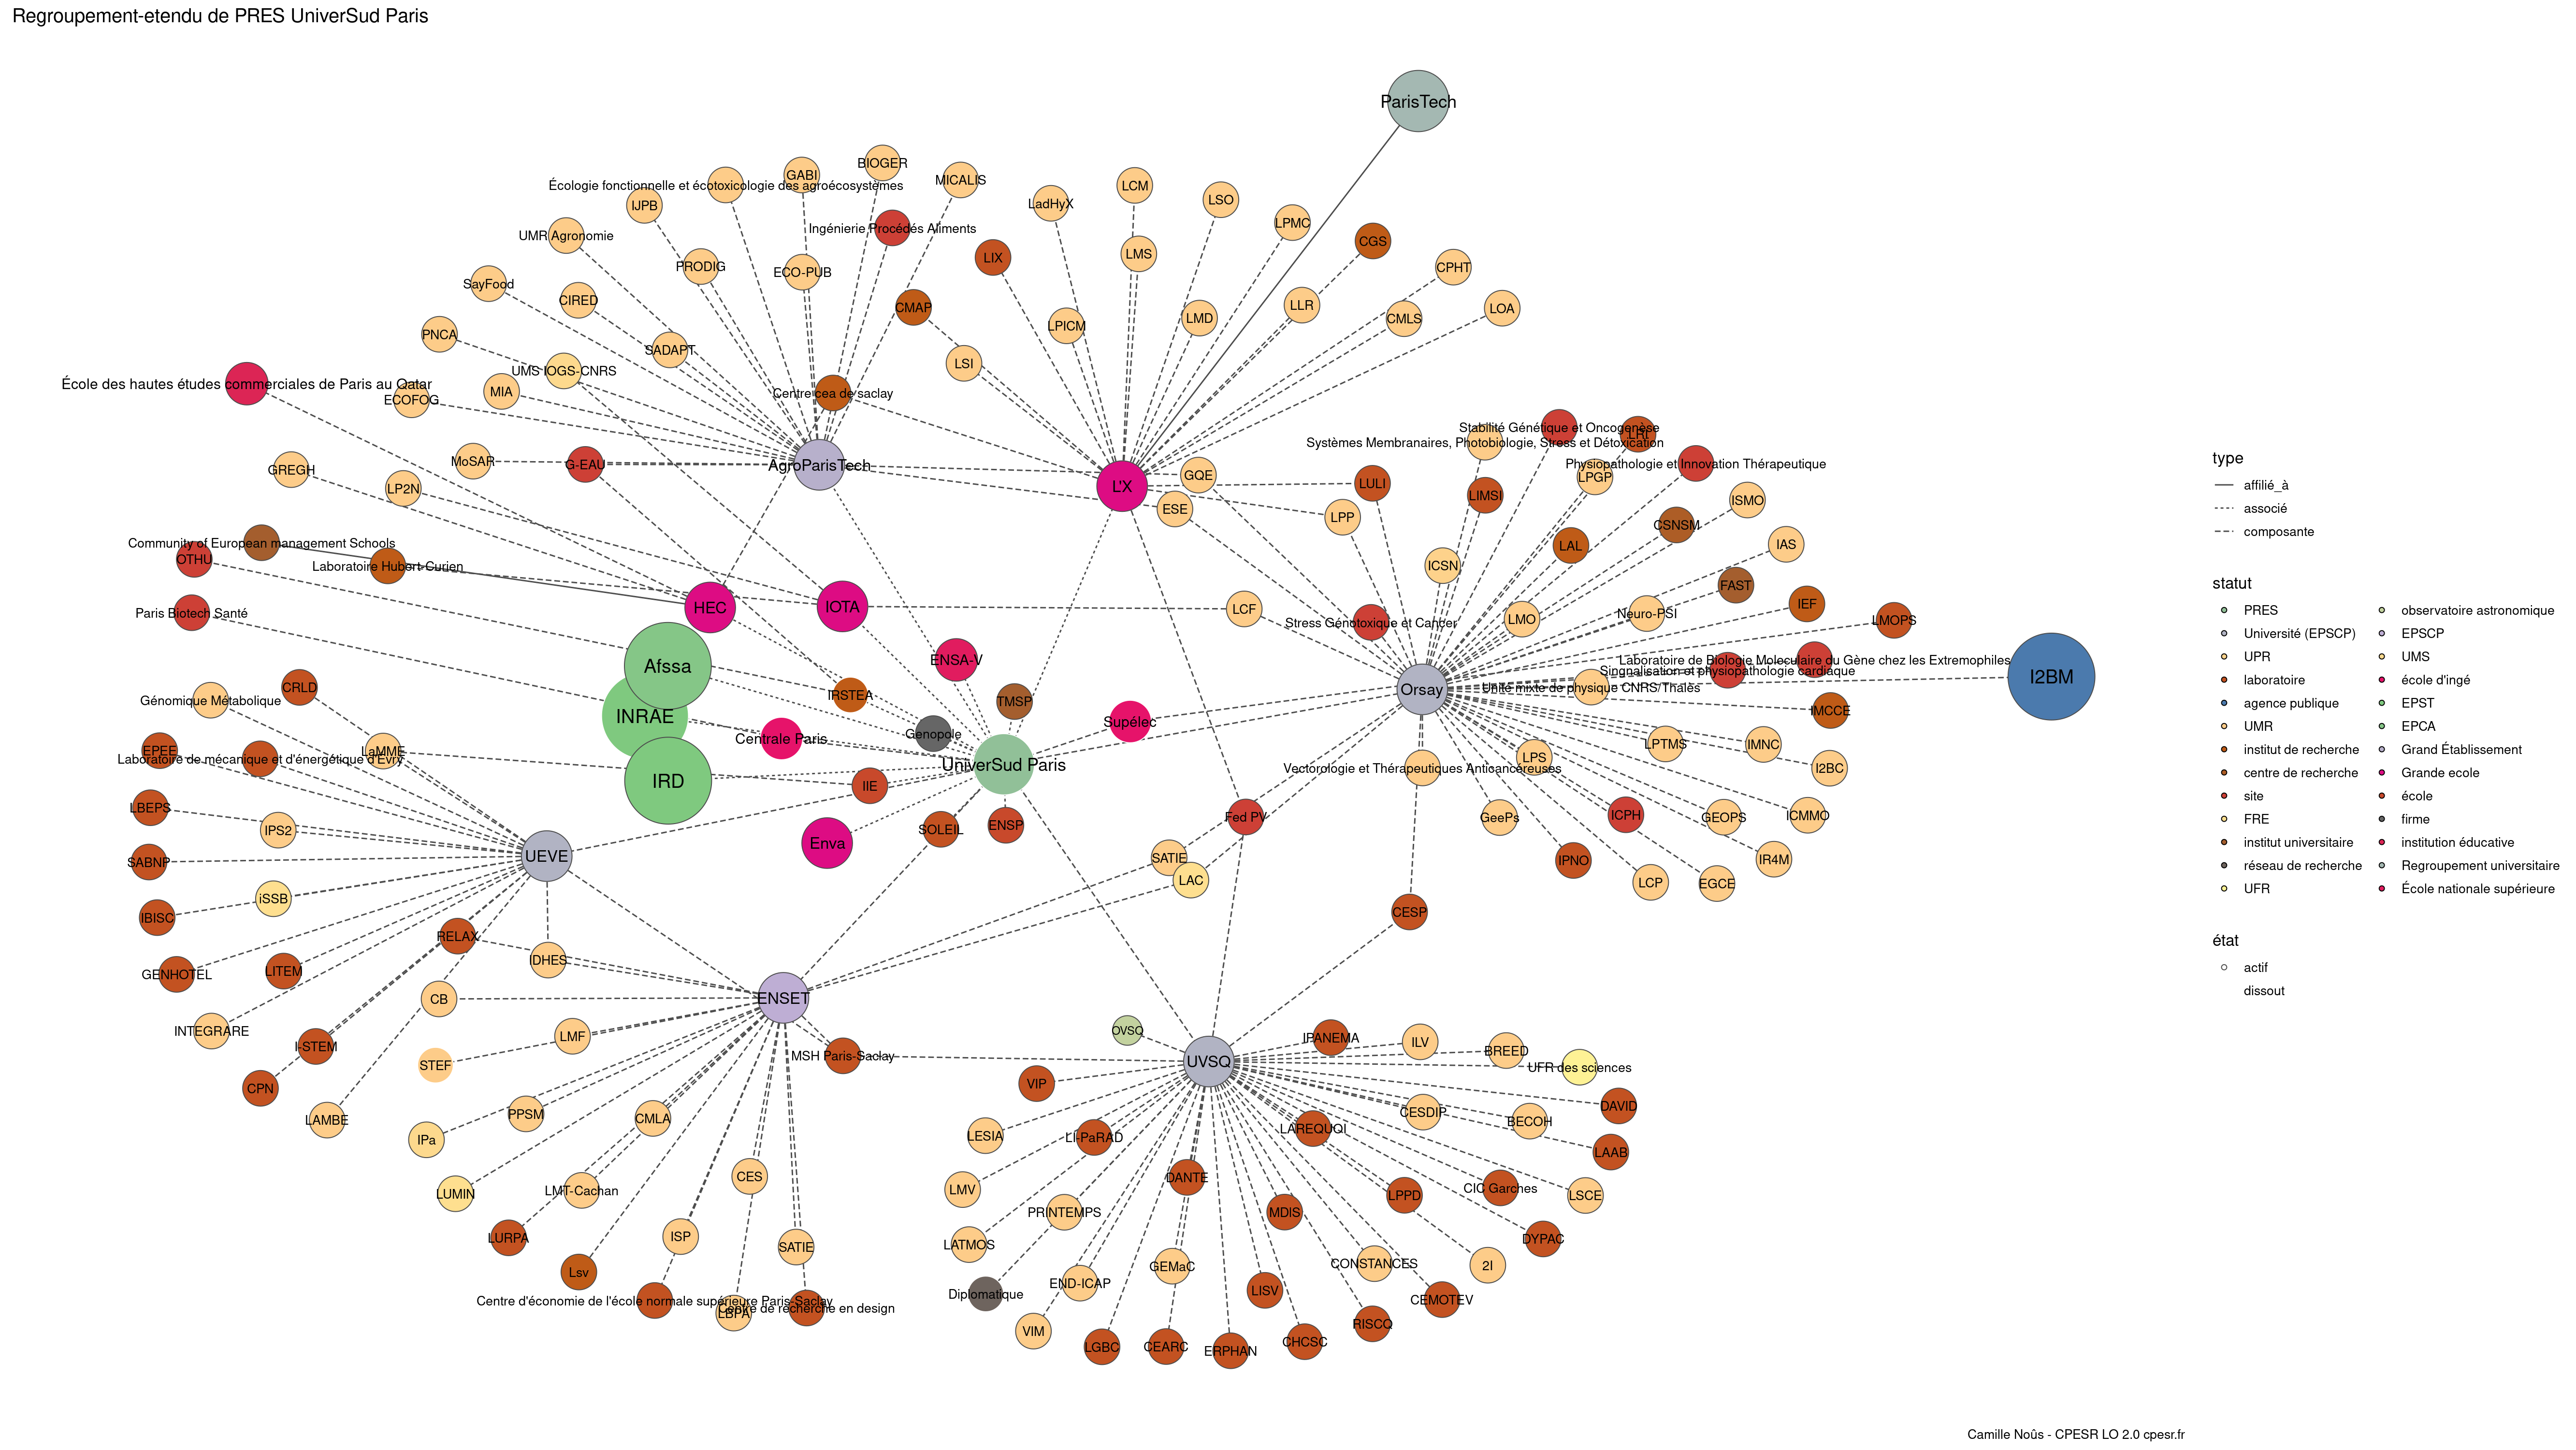 Regroupement-etendu de PRES UniverSud Paris
ParisTech
BIOGER
GABI
MICALIS
Écologie fonctionnelle et écotoxicologie des agroécosystèmes
LCM
LSO
LadHyX
IJPB
LPMC
Ingénierie Procédés Aliments
UMR Agronomie
CGS
LMS
LIX
PRODIG
ECO-PUB
CPHT
SayFood
CIRED
CMAP
LLR
LOA
LMD
CMLS
LPICM
PNCA
SADAPT
LSI
UMS IOGS-CNRS
École des hautes études commerciales de Paris au Qatar
MIA
Centre cea de saclay
ECOFOG
Stabilité Génétique et Oncogenèse
LRI
Systèmes Membranaires, Photobiologie, Stress et Détoxication
MoSAR
G-EAU
AgroParisTech
Physiopathologie et Innovation Thérapeutique
GREGH
GQE
LPGP
LULI
L'X
LP2N
LIMSI
ISMO
ESE
LPP
CSNSM
Community of European management Schools
LAL
IAS
OTHU
Laboratoire Hubert-Curien
ICSN
FAST
HEC
IOTA
LCF
IEF
Paris Biotech Santé
Neuro-PSI
LMO
LMOPS
Stress Génotoxique et Cancer
ENSA-V
Laboratoire de Biologie Moleculaire du Gène chez les Extremophiles
Afssa
Singnalisation et physiopathologie cardiaque
I2BM
CRLD
Unité mixte de physique CNRS/Thales
Orsay
IRSTEA
Génomique Métabolique
TMSP
IMCCE
INRAE
Supélec
Genopole
Centrale Paris
LPTMS
IMNC
EPEE
LaMME
Laboratoire de mécanique et d'énergétique d'Evry
LPS
UniverSud Paris
Vectorologie et Thérapeutiques Anticancéreuses
I2BC
IRD
IIE
LBEPS
Fed PV
ICPH
GeePs
GEOPS
ICMMO
IPS2
SOLEIL
ENSP
Enva
UEVE
SATIE
IPNO
IR4M
SABNP
LAC
LCP
EGCE
iSSB
CESP
IBISC
RELAX
IDHES
GENHOTEL
LITEM
CB
ENSET
INTEGRARE
OVSQ
LMF
IPANEMA
ILV
I-STEM
BREED
MSH Paris-Saclay
UVSQ
STEF
UFR des sciences
VIP
CPN
DAVID
PPSM
CESDIP
LAMBE
CMLA
BECOH
LAREQUOI
IPa
LESIA
LI-PaRAD
LAAB
CES
DANTE
LMT-Cachan
LMV
CIC Garches
LUMIN
LPPD
LSCE
PRINTEMPS
MDIS
LURPA
ISP
SATIE
LATMOS
DYPAC
CONSTANCES
2I
GEMaC
Lsv
END-ICAP
LISV
Diplomatique
Centre d'économie de l'école normale supérieure Paris-Saclay
CEMOTEV
Centre de recherche en design
LBPA
RISCQ
VIM
CHCSC
LGBC
CEARC
ERPHAN
type
affilié_à
associé
composante
statut
PRES
Université (EPSCP)
UPR
laboratoire
agence publique
UMR
institut de recherche
centre de recherche
site
FRE
institut universitaire
réseau de recherche
UFR
observatoire astronomique
EPSCP
UMS
école d'ingé
EPST
EPCA
Grand Établissement
Grande ecole
école
firme
institution éducative
Regroupement universitaire
École nationale supérieure
état
actif
dissout
Camille Noûs - CPESR LO 2.0 cpesr.fr